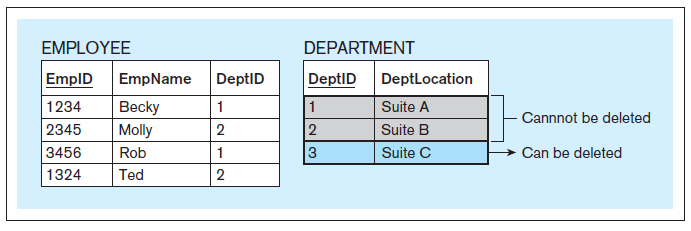 EMPLOYEE
EmpID EmpName DeptID
1234 Becky 1
2345 Molly 2
3456 Rob 1
1324 Ted 2
DEPARTMENT
DeptID DeptLocation
1 Suite A
2 Suite B
3 Suite C
Cannnot be deleted
Can be deleted